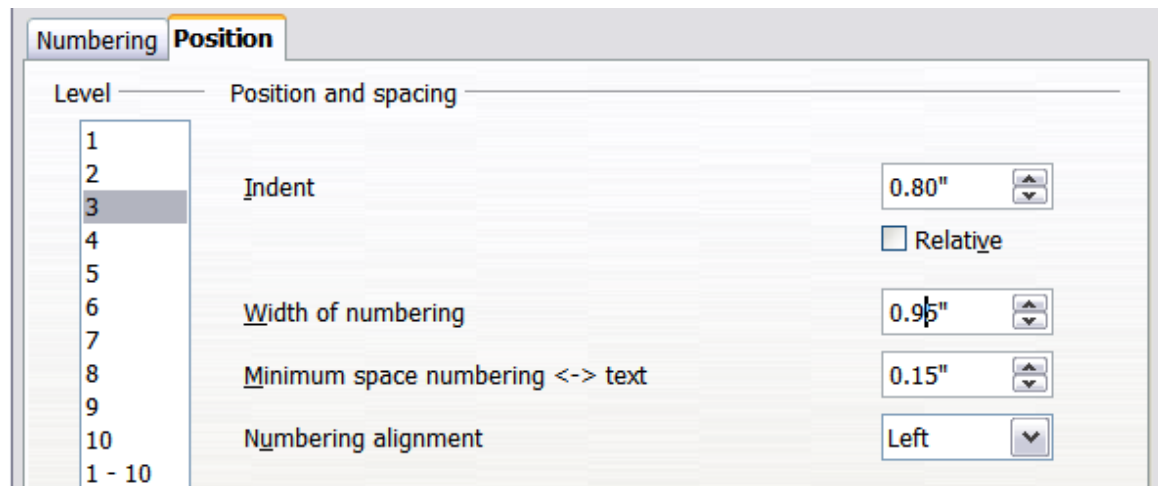 Numbering Position
Level Position and spacing
1
2
Indent 0.80"
3
4 Relative
5
6 Width of numbering 0.95"
7
8 Minimum space numbering <-> text 0.15"
9
10 Numbering alignment Left
1 - 10